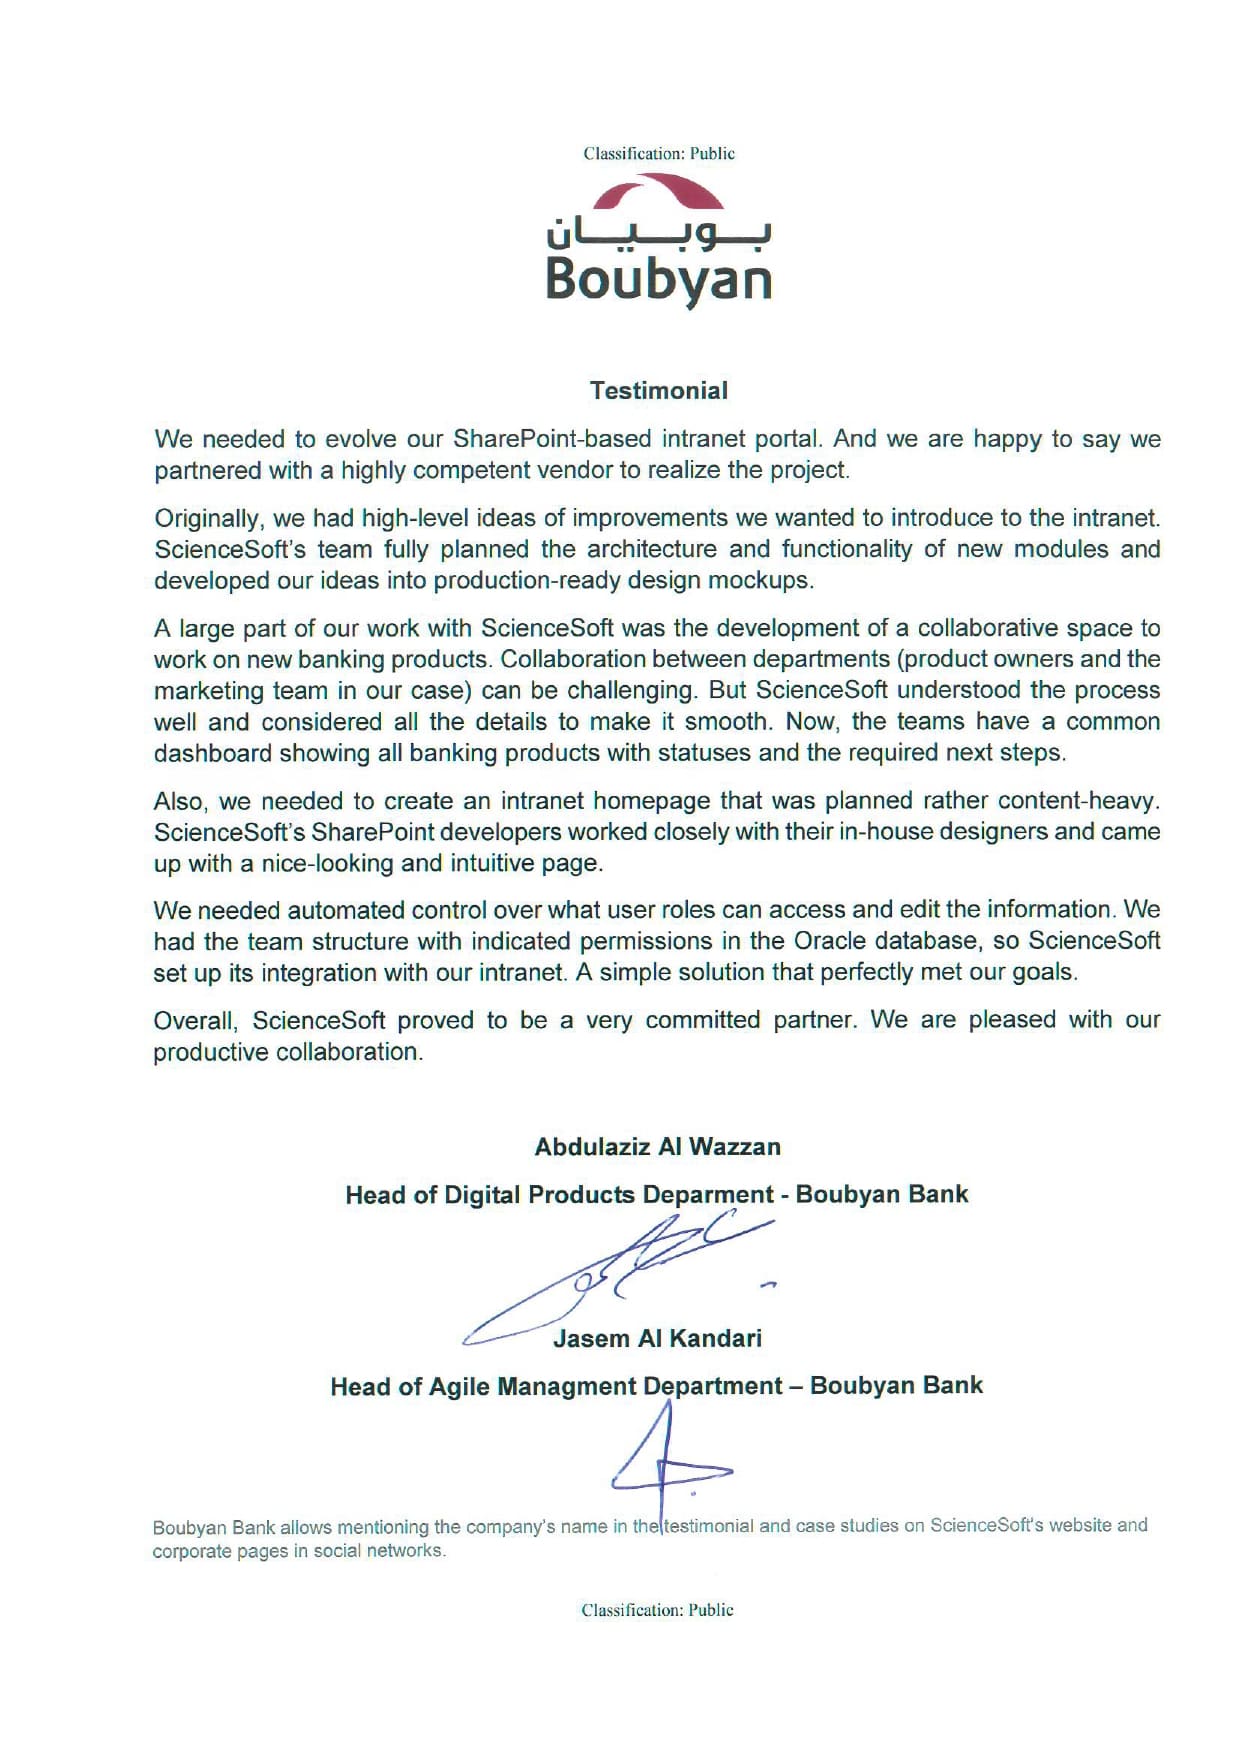 Classification: Public
بوبيان
Boubyan
Testimonial
We needed to evolve our SharePoint-based intranet portal. And we are happy to say we
partnered with a highly competent vendor to realize the project.
Originally, we had high-level ideas of improvements we wanted to introduce to the intranet.
ScienceSoft's team fully planned the architecture and functionality of new modules and
developed our ideas into production-ready design mockups.
A large part of our work with ScienceSoft was the development of a collaborative space to
work on new banking products. Collaboration between departments (product owners and the
marketing team in our case) can be challenging. But ScienceSoft understood the process
well and considered all the details to make it smooth. Now, the teams have a common
dashboard showing all banking products with statuses and the required next steps.
Also, we needed to create an intranet homepage that was planned rather content-heavy.
ScienceSoft's SharePoint developers worked closely with their in-house designers and came
up with a nice-looking and intuitive page.
We needed automated control over what user roles can access and edit the information. We
had the team structure with indicated permissions in the Oracle database, so ScienceSoft
set up its integration with our intranet. A simple solution that perfectly met our goals.
Overall, ScienceSoft proved to be a very committed partner. We are pleased with our
productive collaboration.
Abdulaziz Al Wazzan
Head of Digital Products Deparment - Boubyan Bank
Jasem Al Kandari
Head of Agile Managment Department – Boubyan Bank
Boubyan Bank allows mentioning the company's name in the testimonial and case studies on ScienceSoft's website and
corporate pages in social networks.
Classification: Public